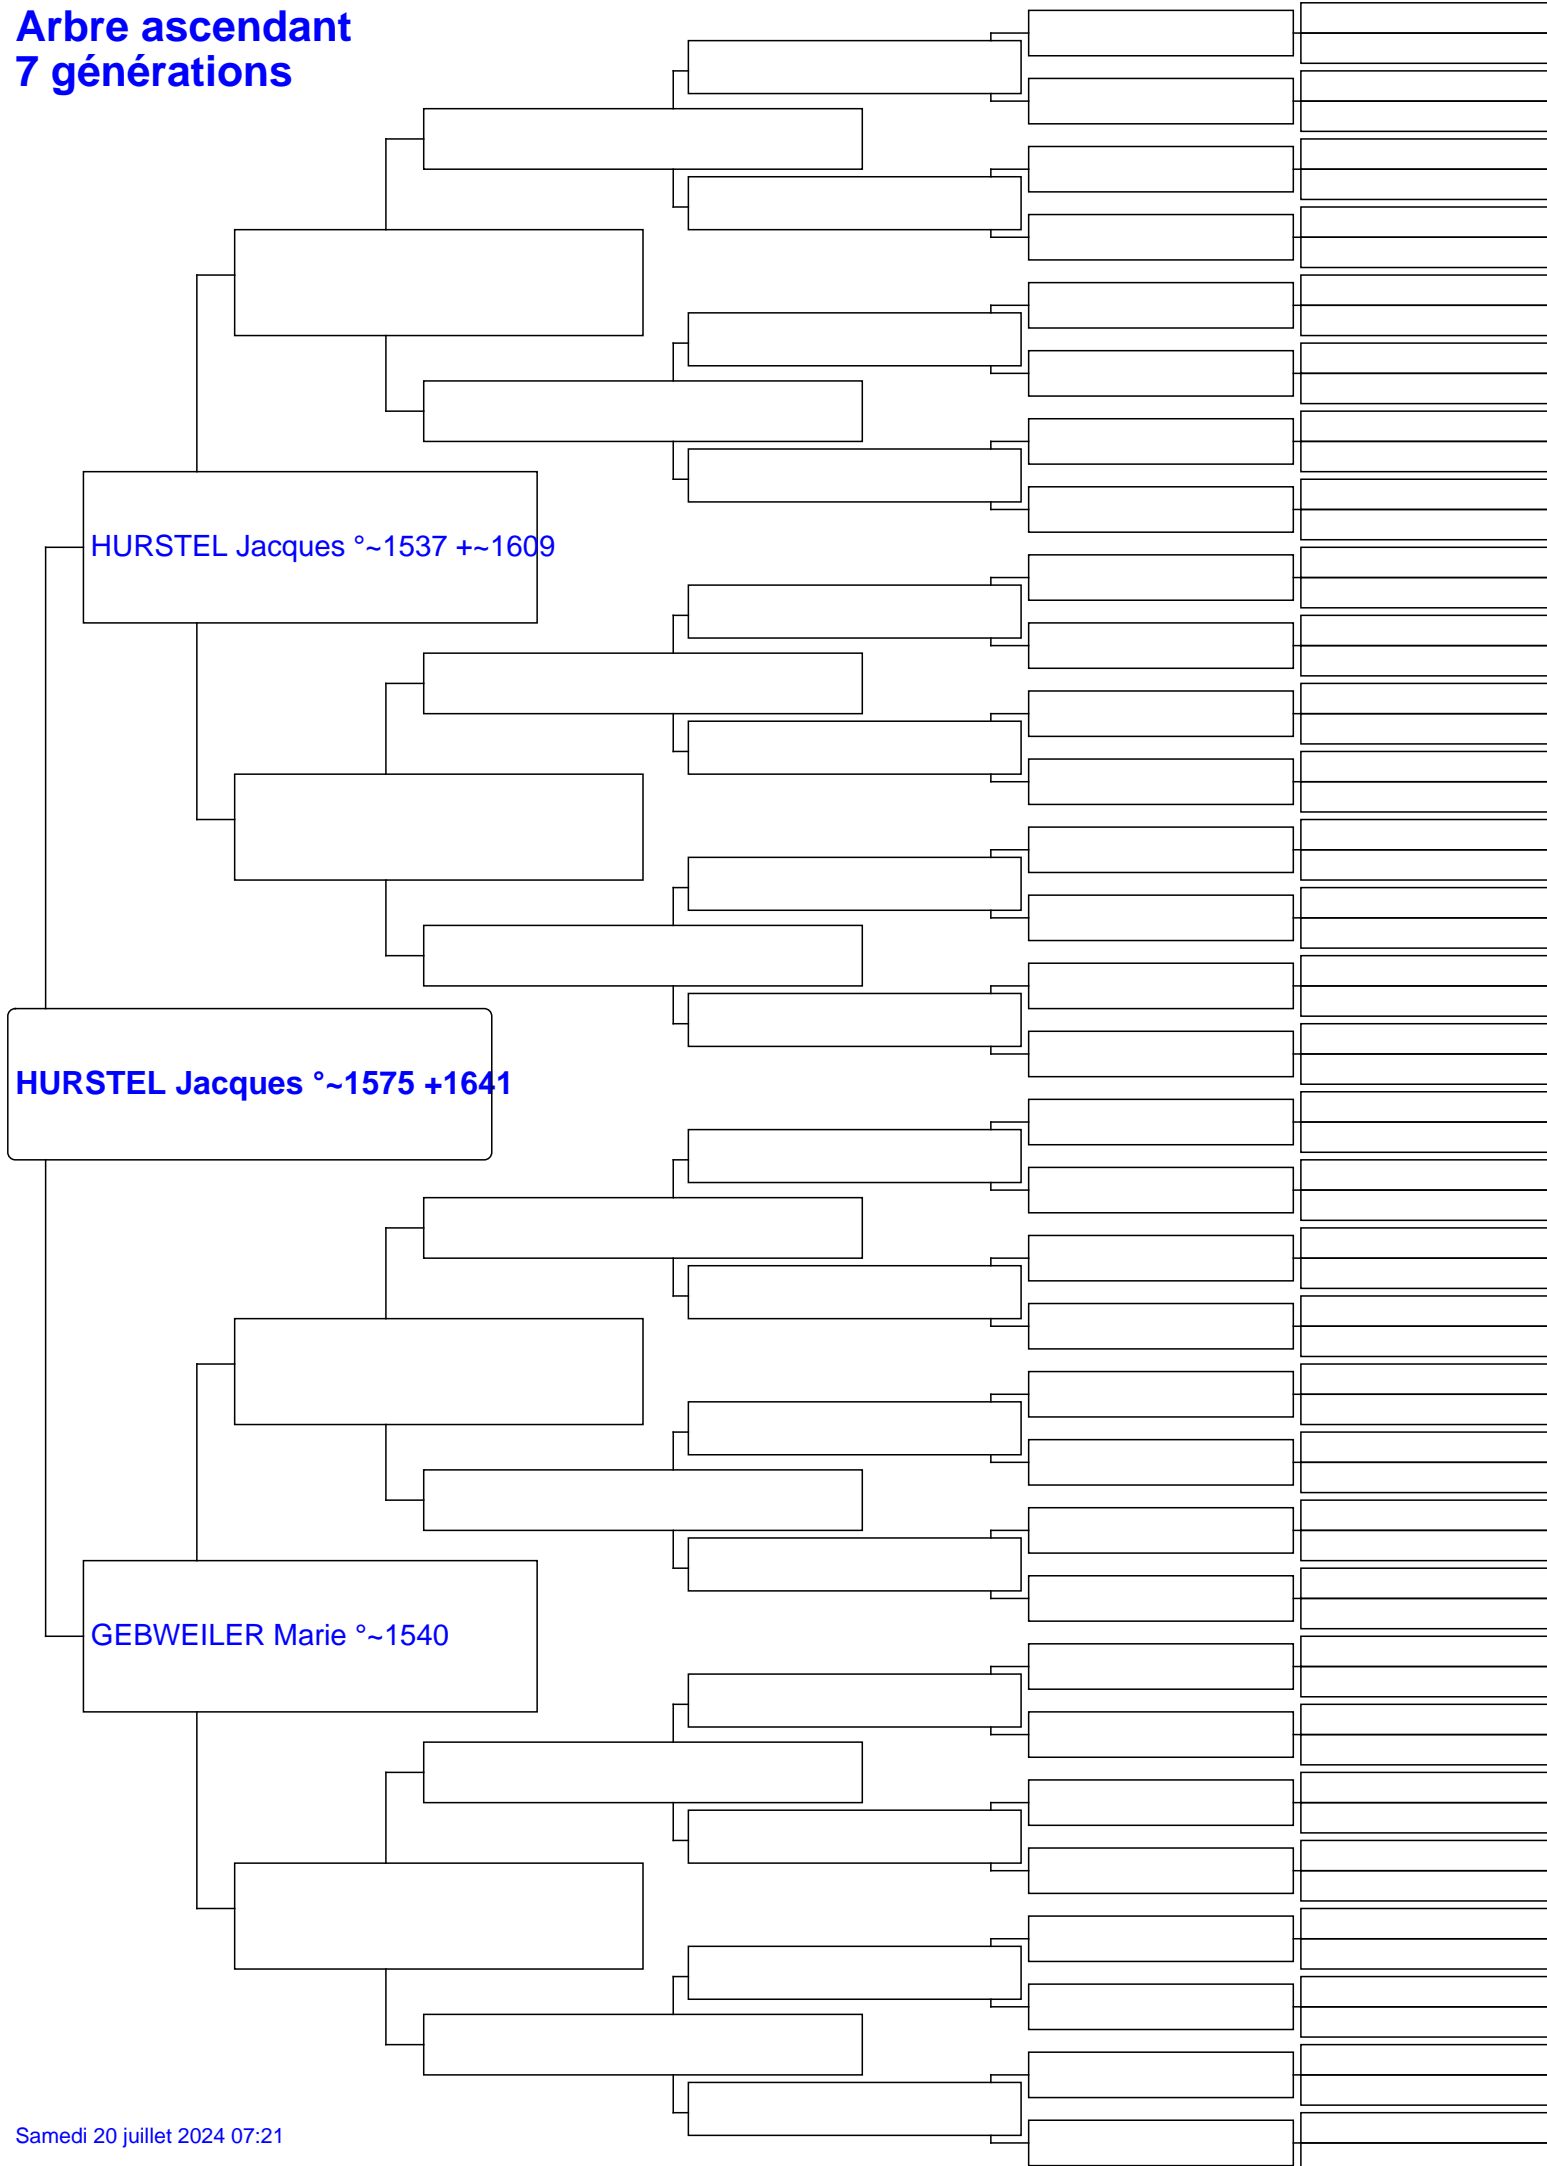 Arbre ascendant
7 générations
HURSTEL Jacques °~1537 +~1609
HURSTEL Jacques °~1575 +1641
GEBWEILER Marie °~1540
Samedi 20 juillet 2024 07:21